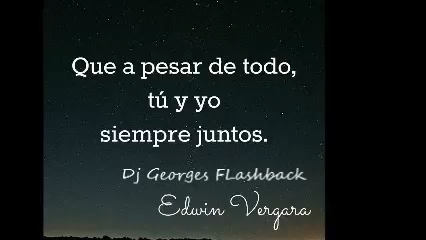 Que a pesar de todo,
tú y yo
siempre juntos.
Dj Georges FLashback
Edwin Vergara